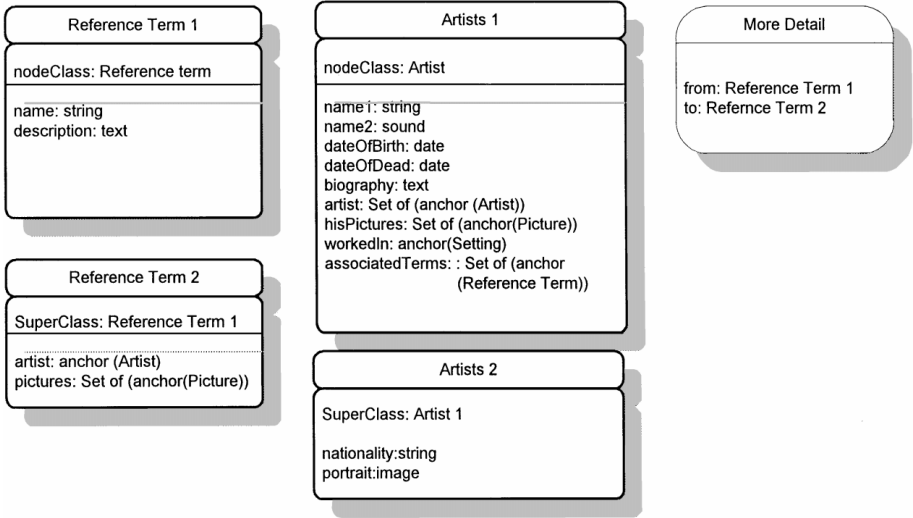 Reference Term 1
nodeClass: Reference term
name: string
description: text
Reference Term 2
SuperClass: Reference Term 1
artist: anchor (Artist)
pictures: Set of (anchor(Picture))
Artists 1
nodeClass: Artist
name1: string
name2: sound
dateOfBirth: date
dateOfDead: date
biography: text
artist: Set of (anchor (Artist))
hisPictures: Set of (anchor(Picture))
workedIn: anchor(Setting)
associatedTerms: : Set of (anchor
(Reference Term))
Artists 2
SuperClass: Artist 1
nationality:string
portrait:image
More Detail
from: Reference Term 1
to: Refernce Term 2